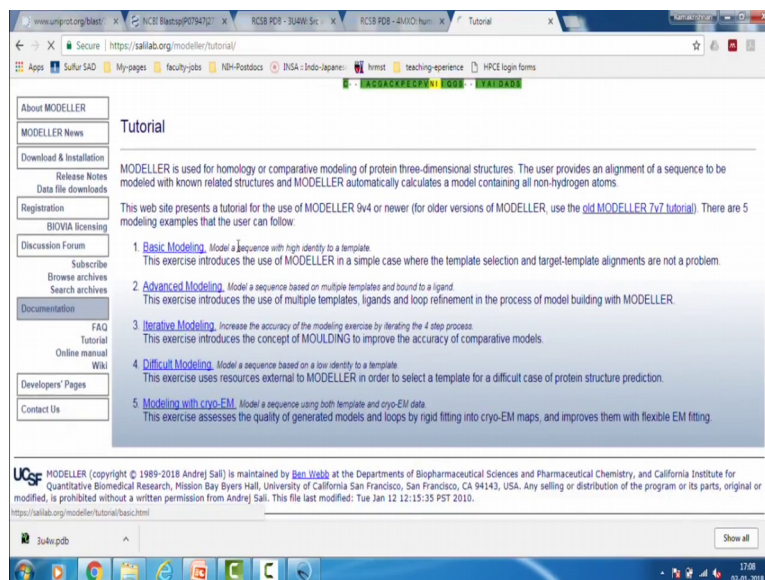 www.uniprot.org/blast/
NCBI Blast:sp|P07947|21
RCSB PDB - 3U4W: Src
RCSB PDB - 4MXO: hum
Tutorial
Secure
https://salilab.org/modeller/tutorial/
Apps
Sulfur SAD
My-pages
faculty-jobs
NIH-Postdocs
INSA :: Indo-Japanes
hrmst
teaching-eperience
HPCE login forms
About MODELLER
MODELLER News
Download & Installation
Release Notes
Data file downloads
Registration
BIOVIA licensing
Discussion Forum
Subscribe
Browse archives
Search archives
Documentation
FAQ
Tutorial
Online manual
Wiki
Developers' Pages
Contact Us
Tutorial
MODELLER is used for homology or comparative modeling of protein three-dimensional structures. The user provides an alignment of a sequence to be
modeled with known related structures and MODELLER automatically calculates a model containing all non-hydrogen atoms.
This web site presents a tutorial for the use of MODELLER 9v4 or newer (for older versions of MODELLER, use the old MODELLER 7v7 tutorial). There are 5
modeling examples that the user can follow:
1. Basic Modeling. Model a sequence with high identity to a template.
This exercise introduces the use of MODELLER in a simple case where the template selection and target-template alignments are not a problem.
2. Advanced Modeling. Model a sequence based on multiple templates and bound to a ligand.
This exercise introduces the use of multiple templates, ligands and loop refinement in the process of model building with MODELLER.
3. Iterative Modeling. Increase the accuracy of the modeling exercise by iterating the 4 step process.
This exercise introduces the concept of MOULDING to improve the accuracy of comparative models.
4. Difficult Modeling. Model a sequence based on a low identity to a template
This exercise uses resources external to MODELLER in order to select a template for a difficult case of protein structure prediction.
5. Modeling with cryo-EM. Model a sequence using both template and cryo-EM data.
This exercise assesses the quality of generated models and loops by rigid fitting into cryo-EM maps, and improves them with flexible EM fitting.
UCSF MODELLER (copyright © 1989-2018 Andrej Sali) is maintained by Ben Webb at the Departments of Biopharmaceutical Sciences and Pharmaceutical Chemistry, and California Institute for
Quantitative Biomedical Research, Mission Bay Byers Hall, University of California San Francisco, San Francisco, CA 94143, USA. Any selling or distribution of the program or its parts, original or
modified, is prohibited without a written permission from Andrej Sali. This file last modified: Tue Jan 12 12:15:35 PST 2010.
https://salilab.org/modeller/tutorial/basic.html
3u4w.pdb
Show all
17:08